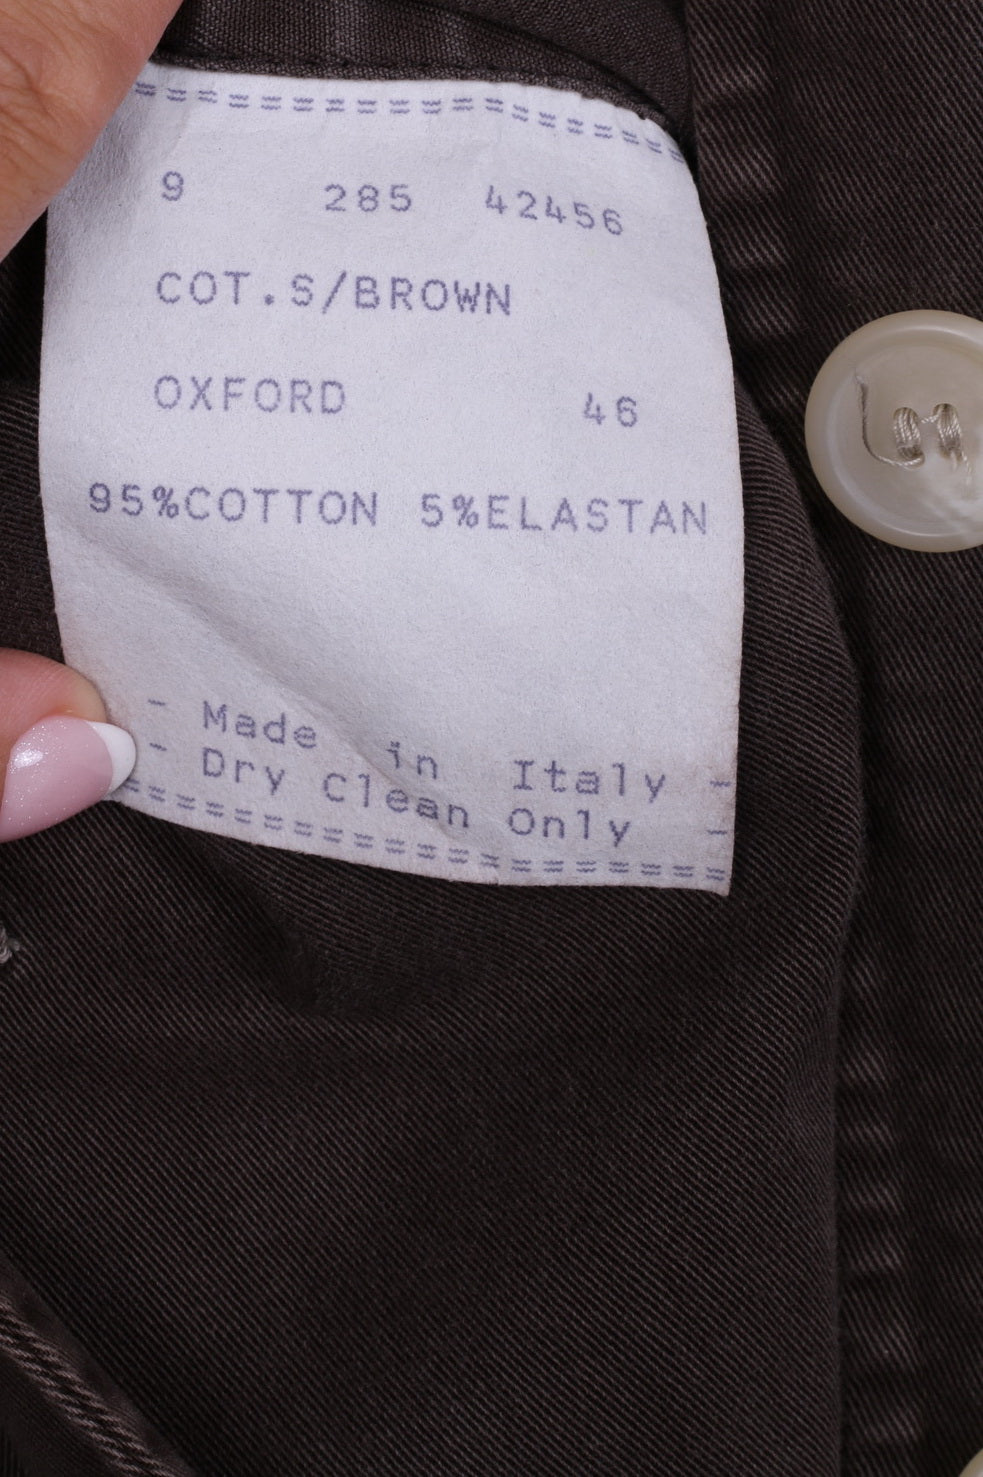 ==================
9 285 42456
COT.S/BROWN
OXFORD 46
95%COTTON 5%ELASTAN
- Made in Italy -
- Dry Clean Only -
===================